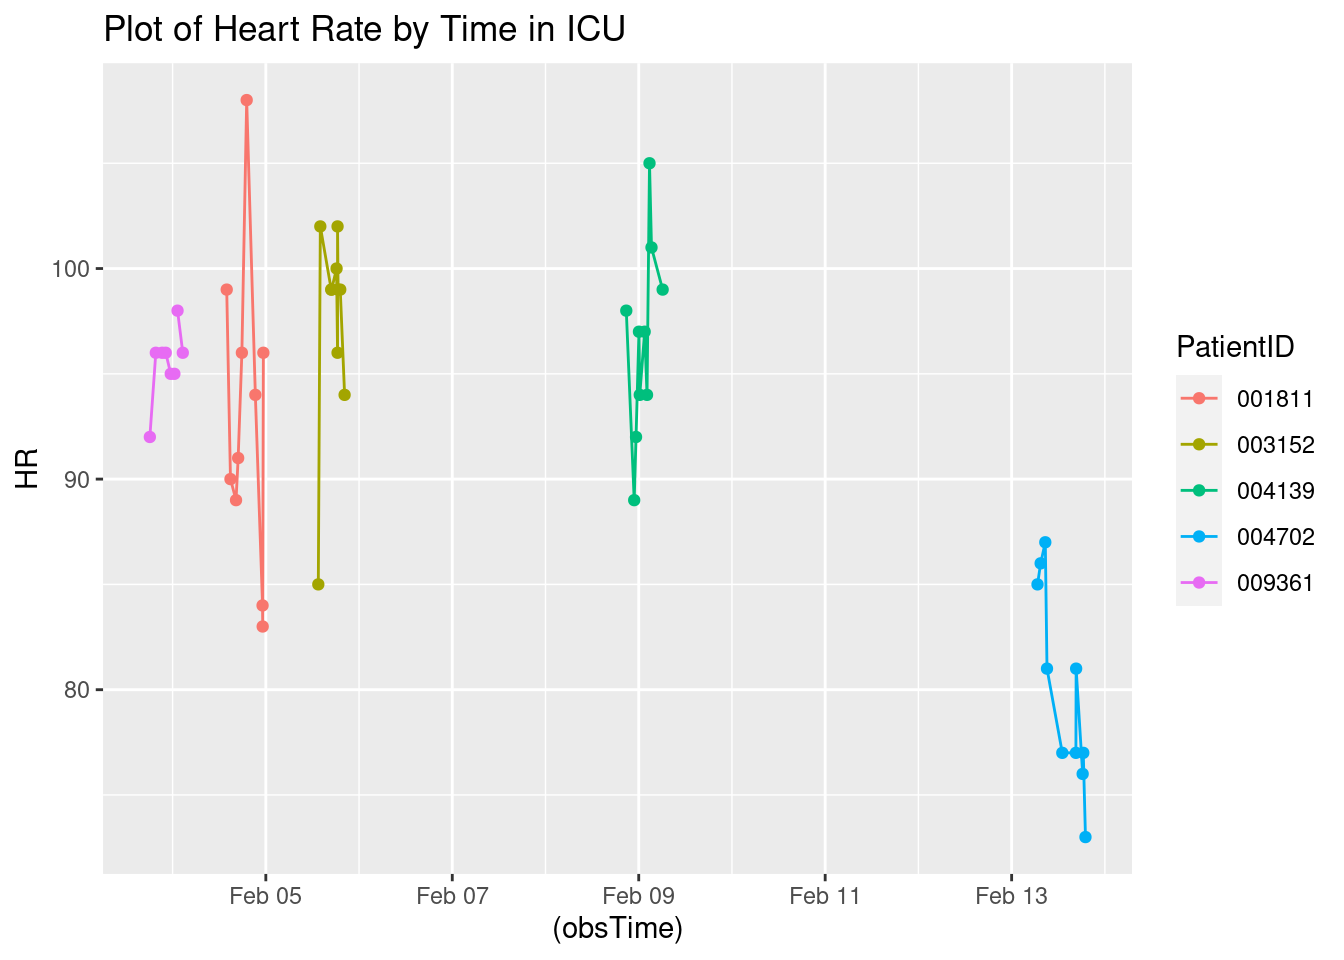 Plot of Heart Rate by Time in ICU
HR
100
90
80
Feb 05
Feb 07
Feb 09
Feb 11
Feb 13
(obsTime)
PatientID
001811
003152
004139
004702
009361